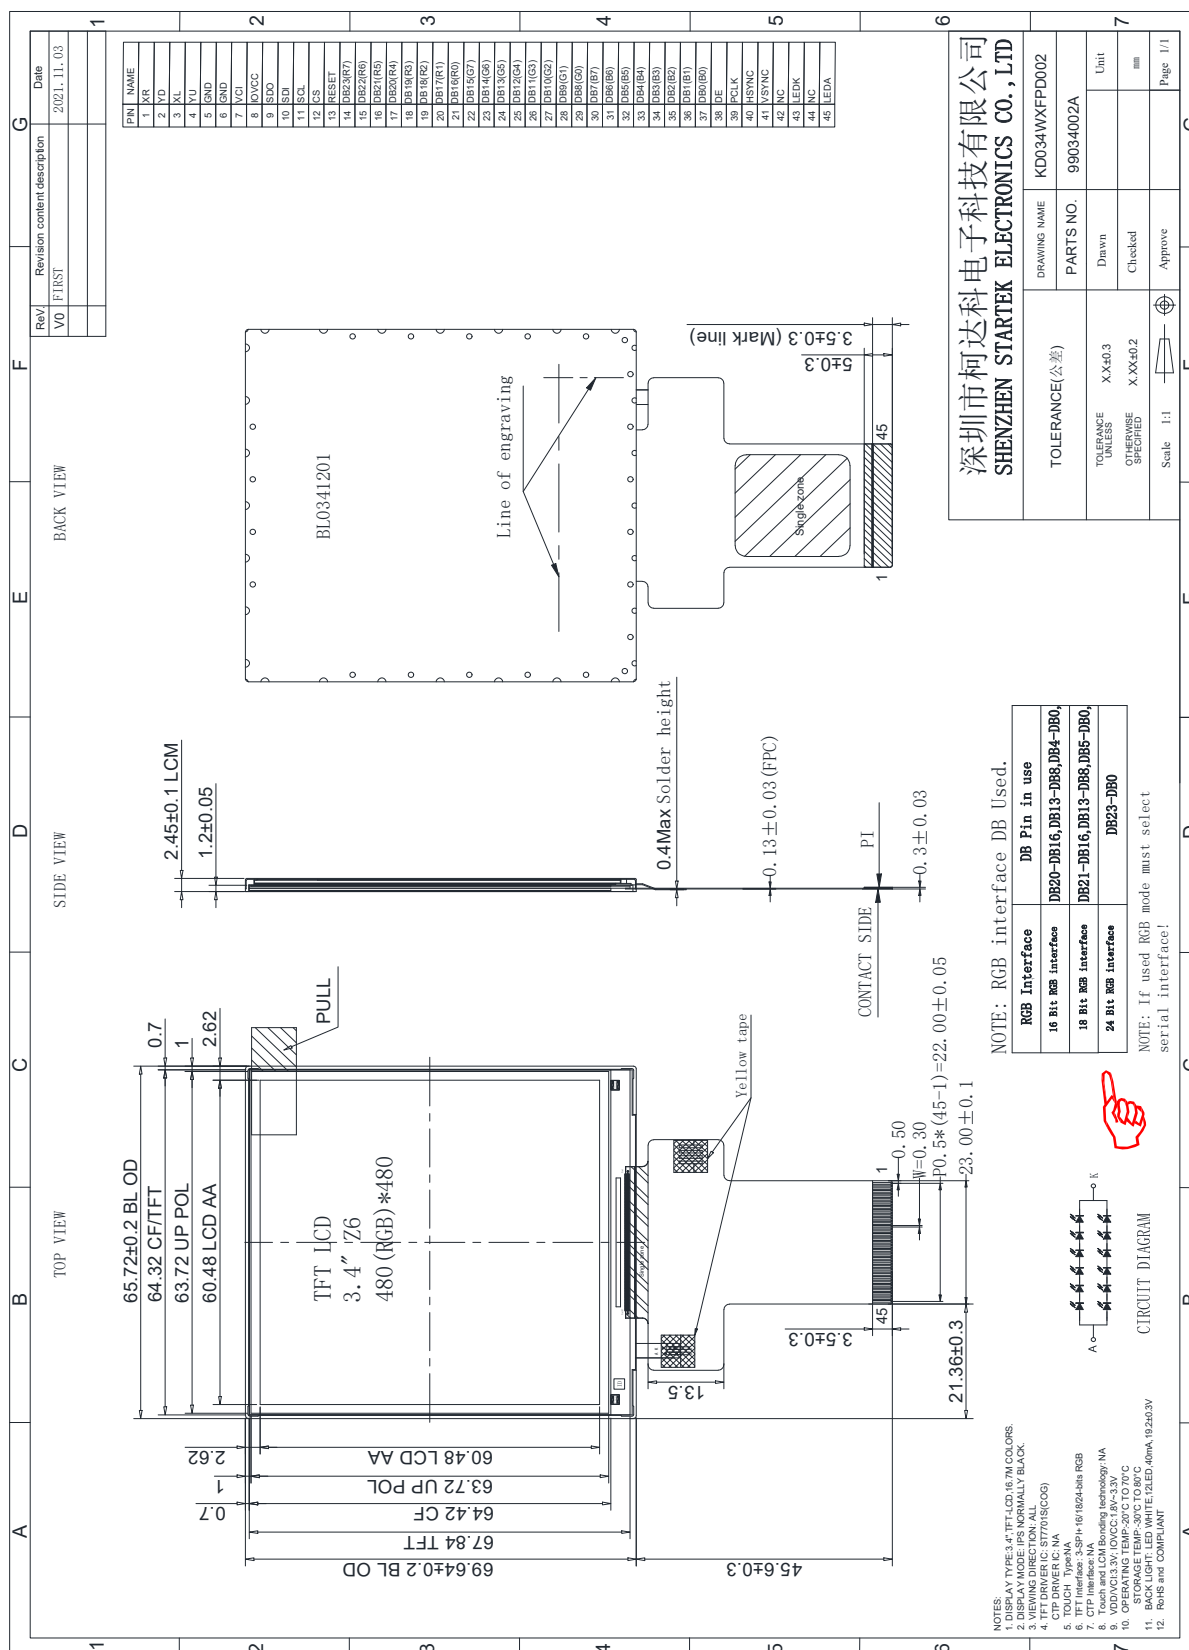 A
B
C
D
E
F
G
1
2
3
4
5
6
7
Rev.
Revision content description
Date
V0
FIRST
2021.11.03
TOP VIEW
SIDE VIEW
BACK VIEW
65.72±0.2 BL OD
64.32 CF/TFT
63.72 UP POL
60.48 LCD AA
0.7
1
2.62
PULL
TFT LCD
3.4" Z6
480(RGB)*480
69.64±0.2 BL OD
67.84 TFT
64.42 CF
63.72 UP POL
60.48 LCD AA
0.7
1
2.62
45.6±0.3
13.5
3.5±0.3
21.36±0.3
Yellow tape
45
1
0.50
W=0.30
P0.5*(45-1)=22.00±0.05
23.00±0.1
2.45±0.1 LCM
1.2±0.05
0.4Max Solder height
0.13±0.03(FPC)
PI
CONTACT SIDE
0.3±0.03
BL0341201
Line of engraving
Single zone
1
45
5±0.3
3.5±0.3 (Mark line)
PIN NAME
1 XR
2 YD
3 XL
4 YU
5 GND
6 GND
7 VCI
8 IOVCC
9 SDO
10 SDI
11 SCL
12 CS
13 RESET
14 DB23(R7)
15 DB22(R6)
16 DB21(R5)
17 DB20(R4)
18 DB19(R3)
19 DB18(R2)
20 DB17(R1)
21 DB16(R0)
22 DB15(G7)
23 DB14(G6)
24 DB13(G5)
25 DB12(G4)
26 DB11(G3)
27 DB10(G2)
28 DB9(G1)
29 DB8(G0)
30 DB7(B7)
31 DB6(B6)
32 DB5(B5)
33 DB4(B4)
34 DB3(B3)
35 DB2(B2)
36 DB1(B1)
37 DB0(B0)
38 DE
39 PCLK
40 HSYNC
41 VSYNC
42 NC
43 LEDK
44 NC
45 LEDA
NOTES:
1. DISPLAY TYPE:3.4",TFT-LCD,16.7M COLORS.
2. DISPLAY MODE: IPS NORMALLY BLACK.
3. VIEWING DIRECTION: ALL
4. TFT DRIVER IC: ST7701S(COG)
CTP DRIVER IC: NA
5. TOUCH Type:NA
6. TFT Interface: 3-SPI+16/18/24-bits RGB
7. CTP Interface:NA
8. Touch and LCM Bonding technology: NA
9. VDD/VCI:3.3V; IOVCC:1.8V~3.3V
10. OPERATING TEMP:-20°C TO 70°C
STORAGE TEMP:-30°C TO 80°C
11. BACK LIGHT: LED WHITE,12LED,40mA,19.2±0.3V
12. RoHS and COMPLIANT
A
K
CIRCUIT DIAGRAM
NOTE: RGB interface DB Used.
RGB Interface
DB Pin in use
16 Bit RGB interface
DB20-DB16,DB13-DB8,DB4-DB0,
18 Bit RGB interface
DB21-DB16,DB13-DB8,DB5-DB0,
24 Bit RGB interface
DB23-DB0
NOTE: If used RGB mode must select
serial interface!
深圳市柯达科电子科技有限公司
SHENZHEN STARTEK ELECTRONICS CO.,LTD
TOLERANCE(公差)
DRAWING NAME
KD034WXFPD002
PARTS NO.
99034002A
TOLERANCE
UNLESS
X.X±0.3
Drawn
Unit
OTHERWISE
SPECIFIED
X.XX±0.2
Checked
mm
Scale 1:1
Approve
Page 1/1
1
2
3
4
5
6
7
A
B
C
D
E
F
G